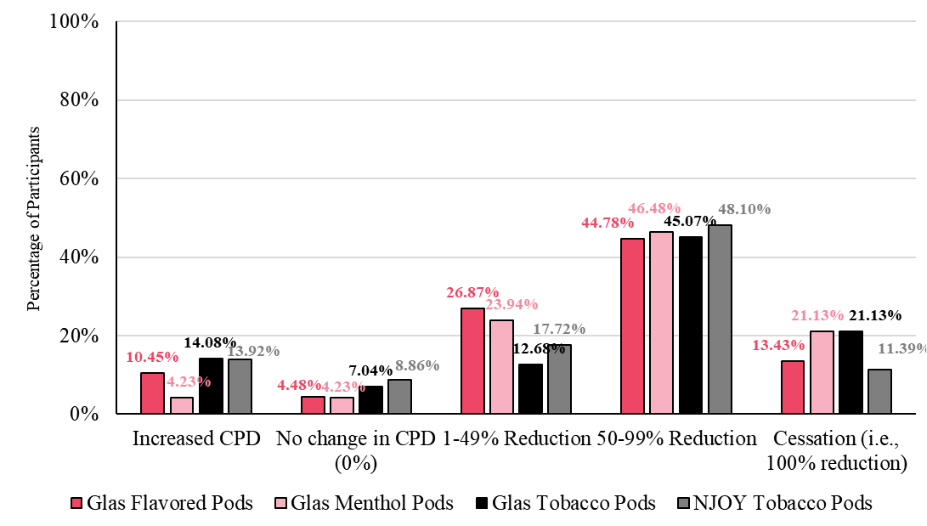 100%
80%
60%
40%
20%
0%
Percentage of Participants
10.45%
4.23%
14.08%
13.92%
4.48%
4.23%
7.04%
8.86%
26.87%
23.94%
12.68%
17.72%
44.78%
46.48%
45.07%
48.10%
13.43%
21.13%
21.13%
11.39%
Increased CPD
No change in CPD
(0%)
1-49% Reduction
50-99% Reduction
Cessation (i.e.,
100% reduction)
Glas Flavored Pods
Glas Menthol Pods
Glas Tobacco Pods
NJOY Tobacco Pods